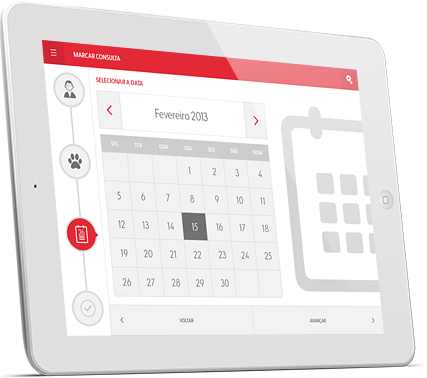 MARCAR CONSULTA
SELECIONAR A DATA
Fevereiro 2013
SEG TER QUA QUI SEX SÁB DOM
1 2 3 4
5 6 7 8 9 10 11
12 13 14 15 16 17 18
19 20 21 22 23 24 25
26 27 28 29 30
VOLTAR AVANÇAR